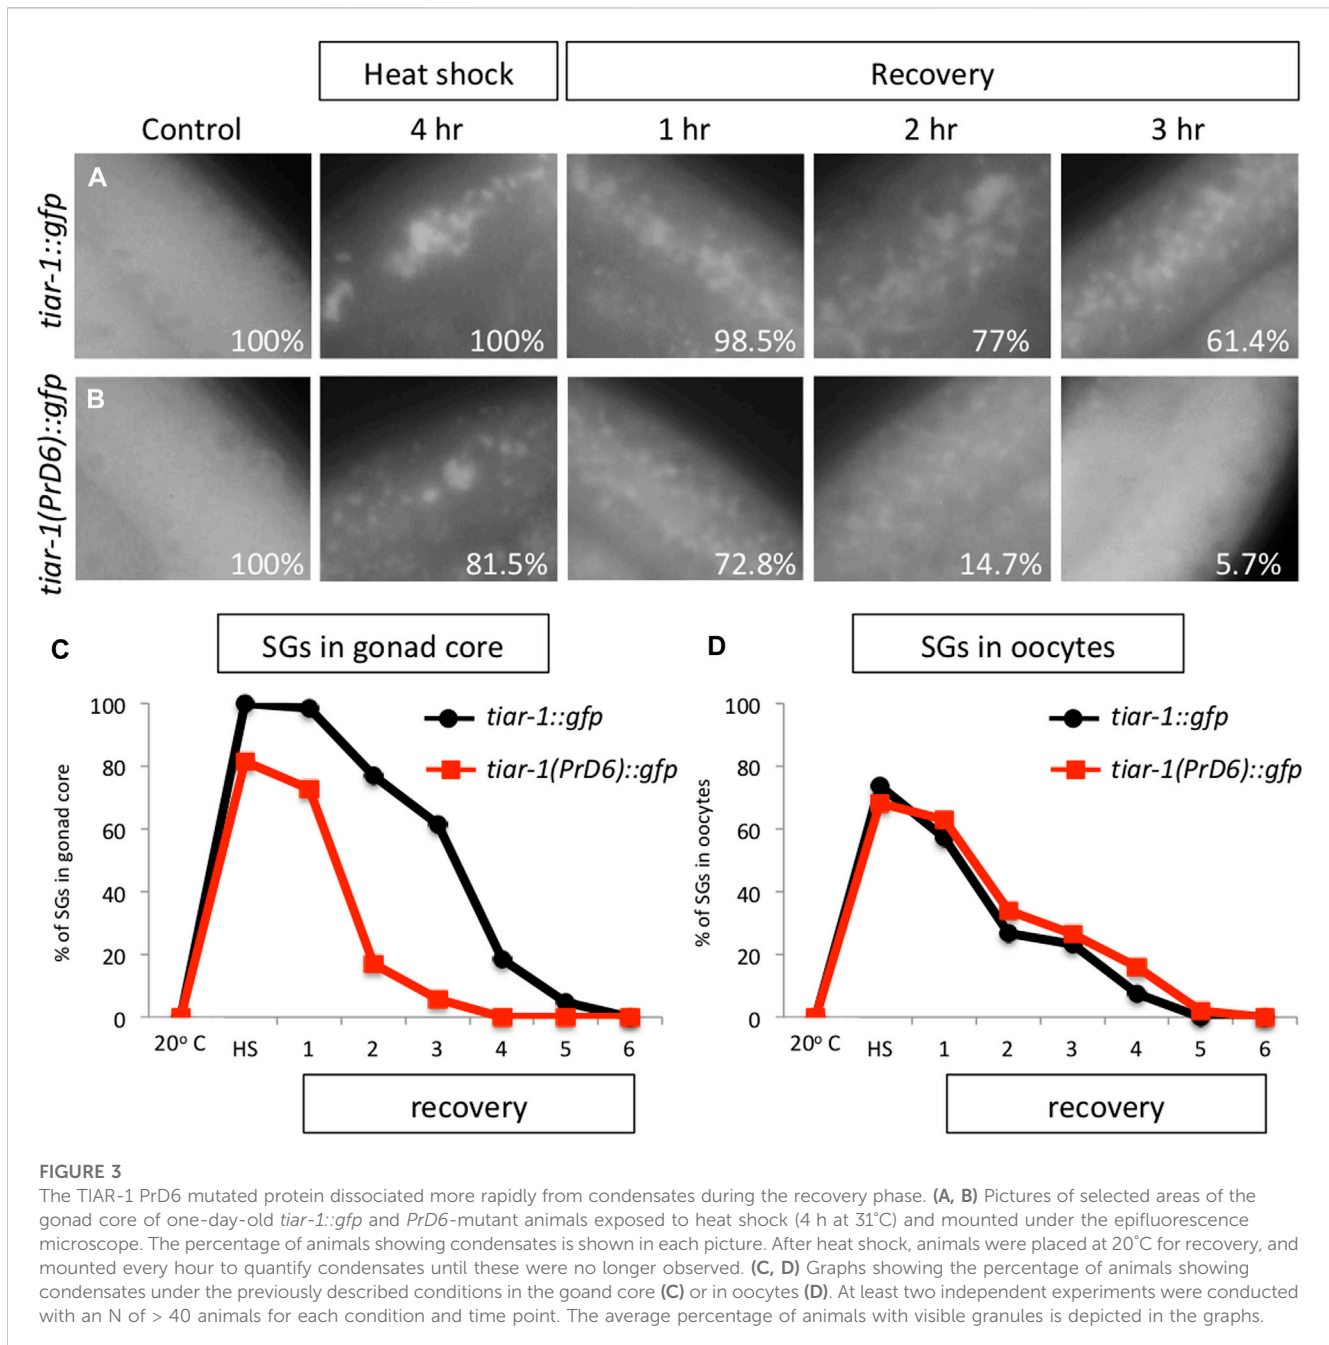 Heat shock
Recovery
Control
4 hr
1 hr
2 hr
3 hr
tiar-1::gfp
A
100%
100%
98.5%
77%
61.4%
tiar-1(PrD6)::gfp
B
100%
81.5%
72.8%
14.7%
5.7%
C
SGs in gonad core
% of SGs in gonad core
100
80
60
40
20
0
tiar-1::gfp
tiar-1(PrD6)::gfp
20° C
HS
1
2
3
4
5
6
recovery
D
SGs in oocytes
% of SGs in oocytes
100
80
60
40
20
0
tiar-1::gfp
tiar-1(PrD6)::gfp
20° C
HS
1
2
3
4
5
6
recovery
FIGURE 3
The TIAR-1 PrD6 mutated protein dissociated more rapidly from condensates during the recovery phase. (A, B) Pictures of selected areas of the
gonad core of one-day-old tiar-1::gfp and PrD6-mutant animals exposed to heat shock (4 h at 31°C) and mounted under the epifluorescence
microscope. The percentage of animals showing condensates is shown in each picture. After heat shock, animals were placed at 20°C for recovery, and
mounted every hour to quantify condensates until these were no longer observed. (C, D) Graphs showing the percentage of animals showing
condensates under the previously described conditions in the goand core (C) or in oocytes (D). At least two independent experiments were conducted
with an N of > 40 animals for each condition and time point. The average percentage of animals with visible granules is depicted in the graphs.